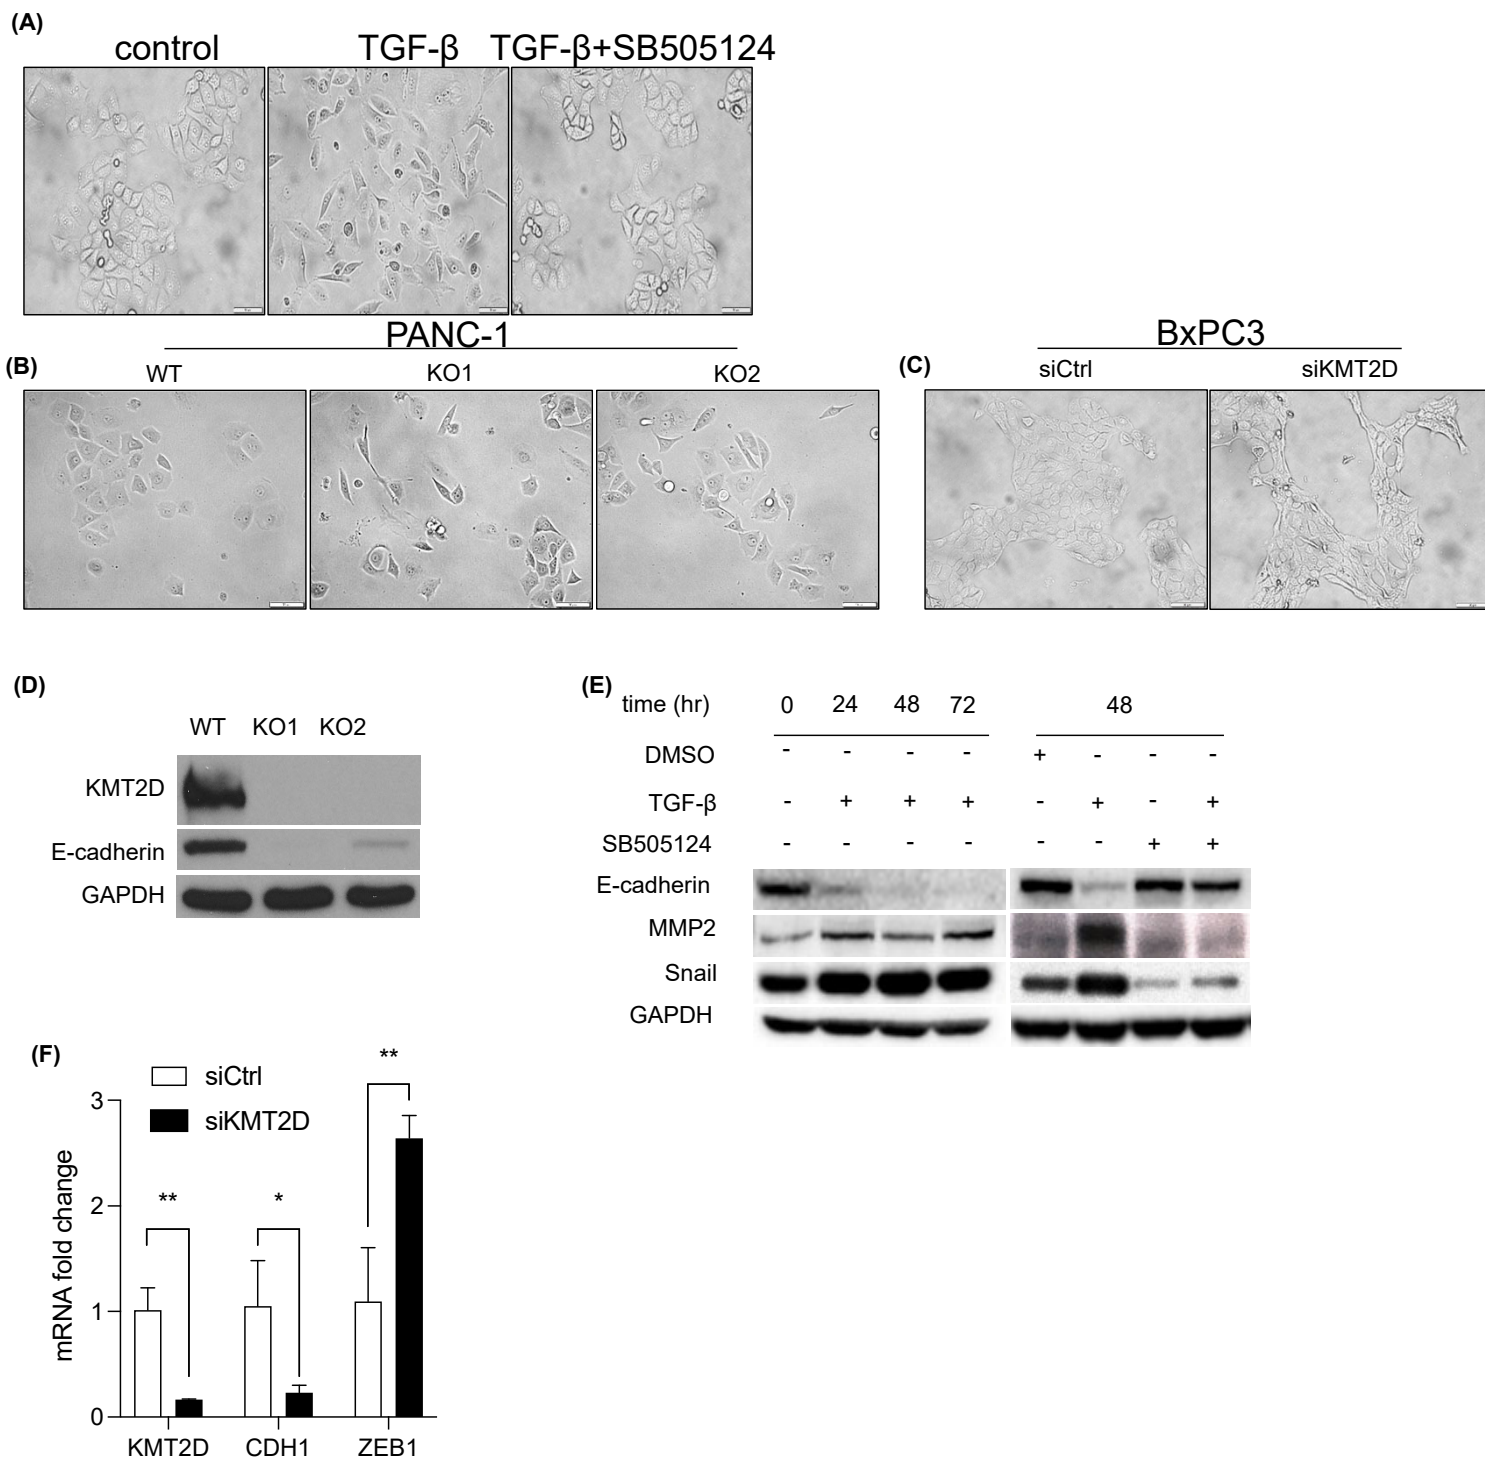 (A)
control TGF-β TGF-β+SB505124
PANC-1
BxPC3
(B) WT KO1 KO2
(C) siCtrl siKMT2D
(D)
WT KO1 KO2
KMT2D
E-cadherin
GAPDH
(E) time (hr) 0 24 48 72 48
DMSO - - - - + - - -
TGF-β - + + + - + - +
SB505124 - - - - - - + +
E-cadherin
MMP2
Snail
GAPDH
(F)
siCtrl
siKMT2D
mRNA fold change
3
2
1
0
** * **
KMT2D CDH1 ZEB1